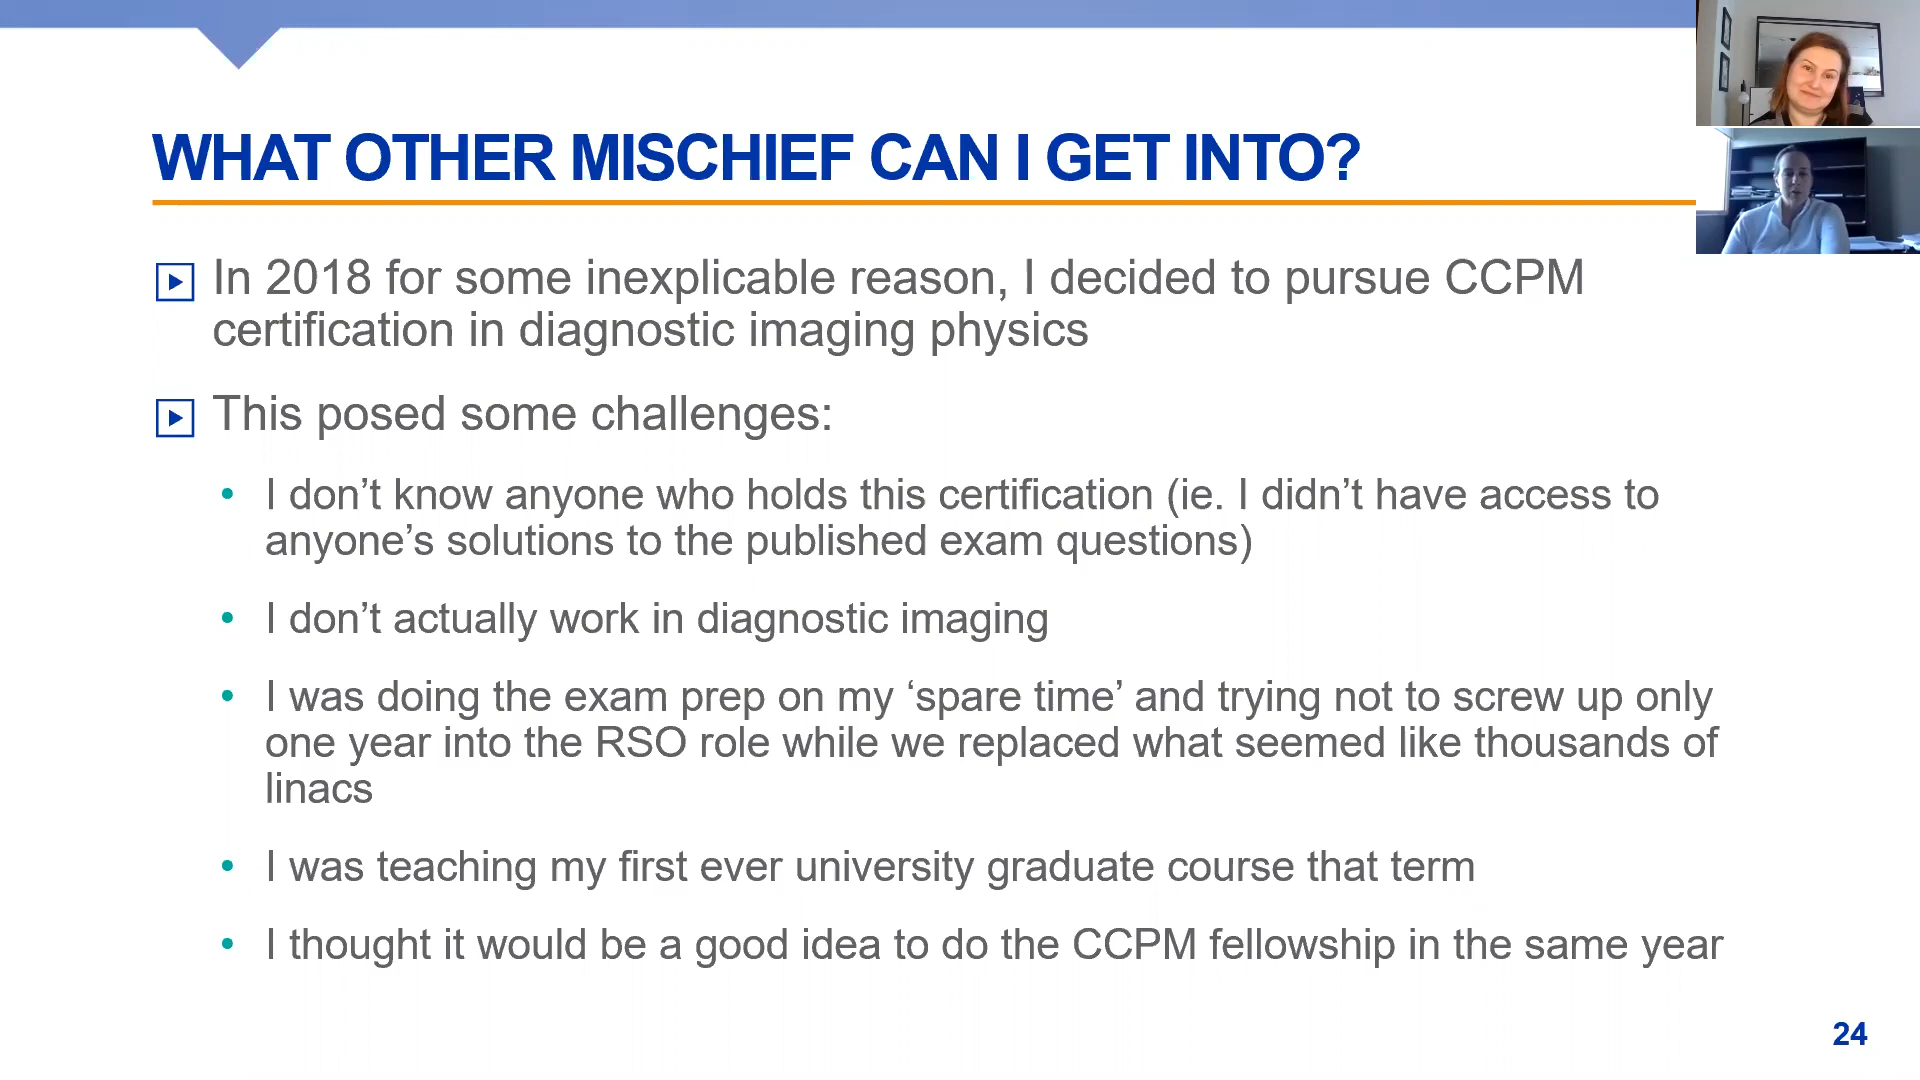 WHAT OTHER MISCHIEF CAN I GET INTO?
In 2018 for some inexplicable reason, I decided to pursue CCPM
certification in diagnostic imaging physics
This posed some challenges:
• I don’t know anyone who holds this certification (ie. I didn’t have access to
anyone’s solutions to the published exam questions)
• I don’t actually work in diagnostic imaging
• I was doing the exam prep on my ‘spare time’ and trying not to screw up only
one year into the RSO role while we replaced what seemed like thousands of
linacs
• I was teaching my first ever university graduate course that term
• I thought it would be a good idea to do the CCPM fellowship in the same year
24